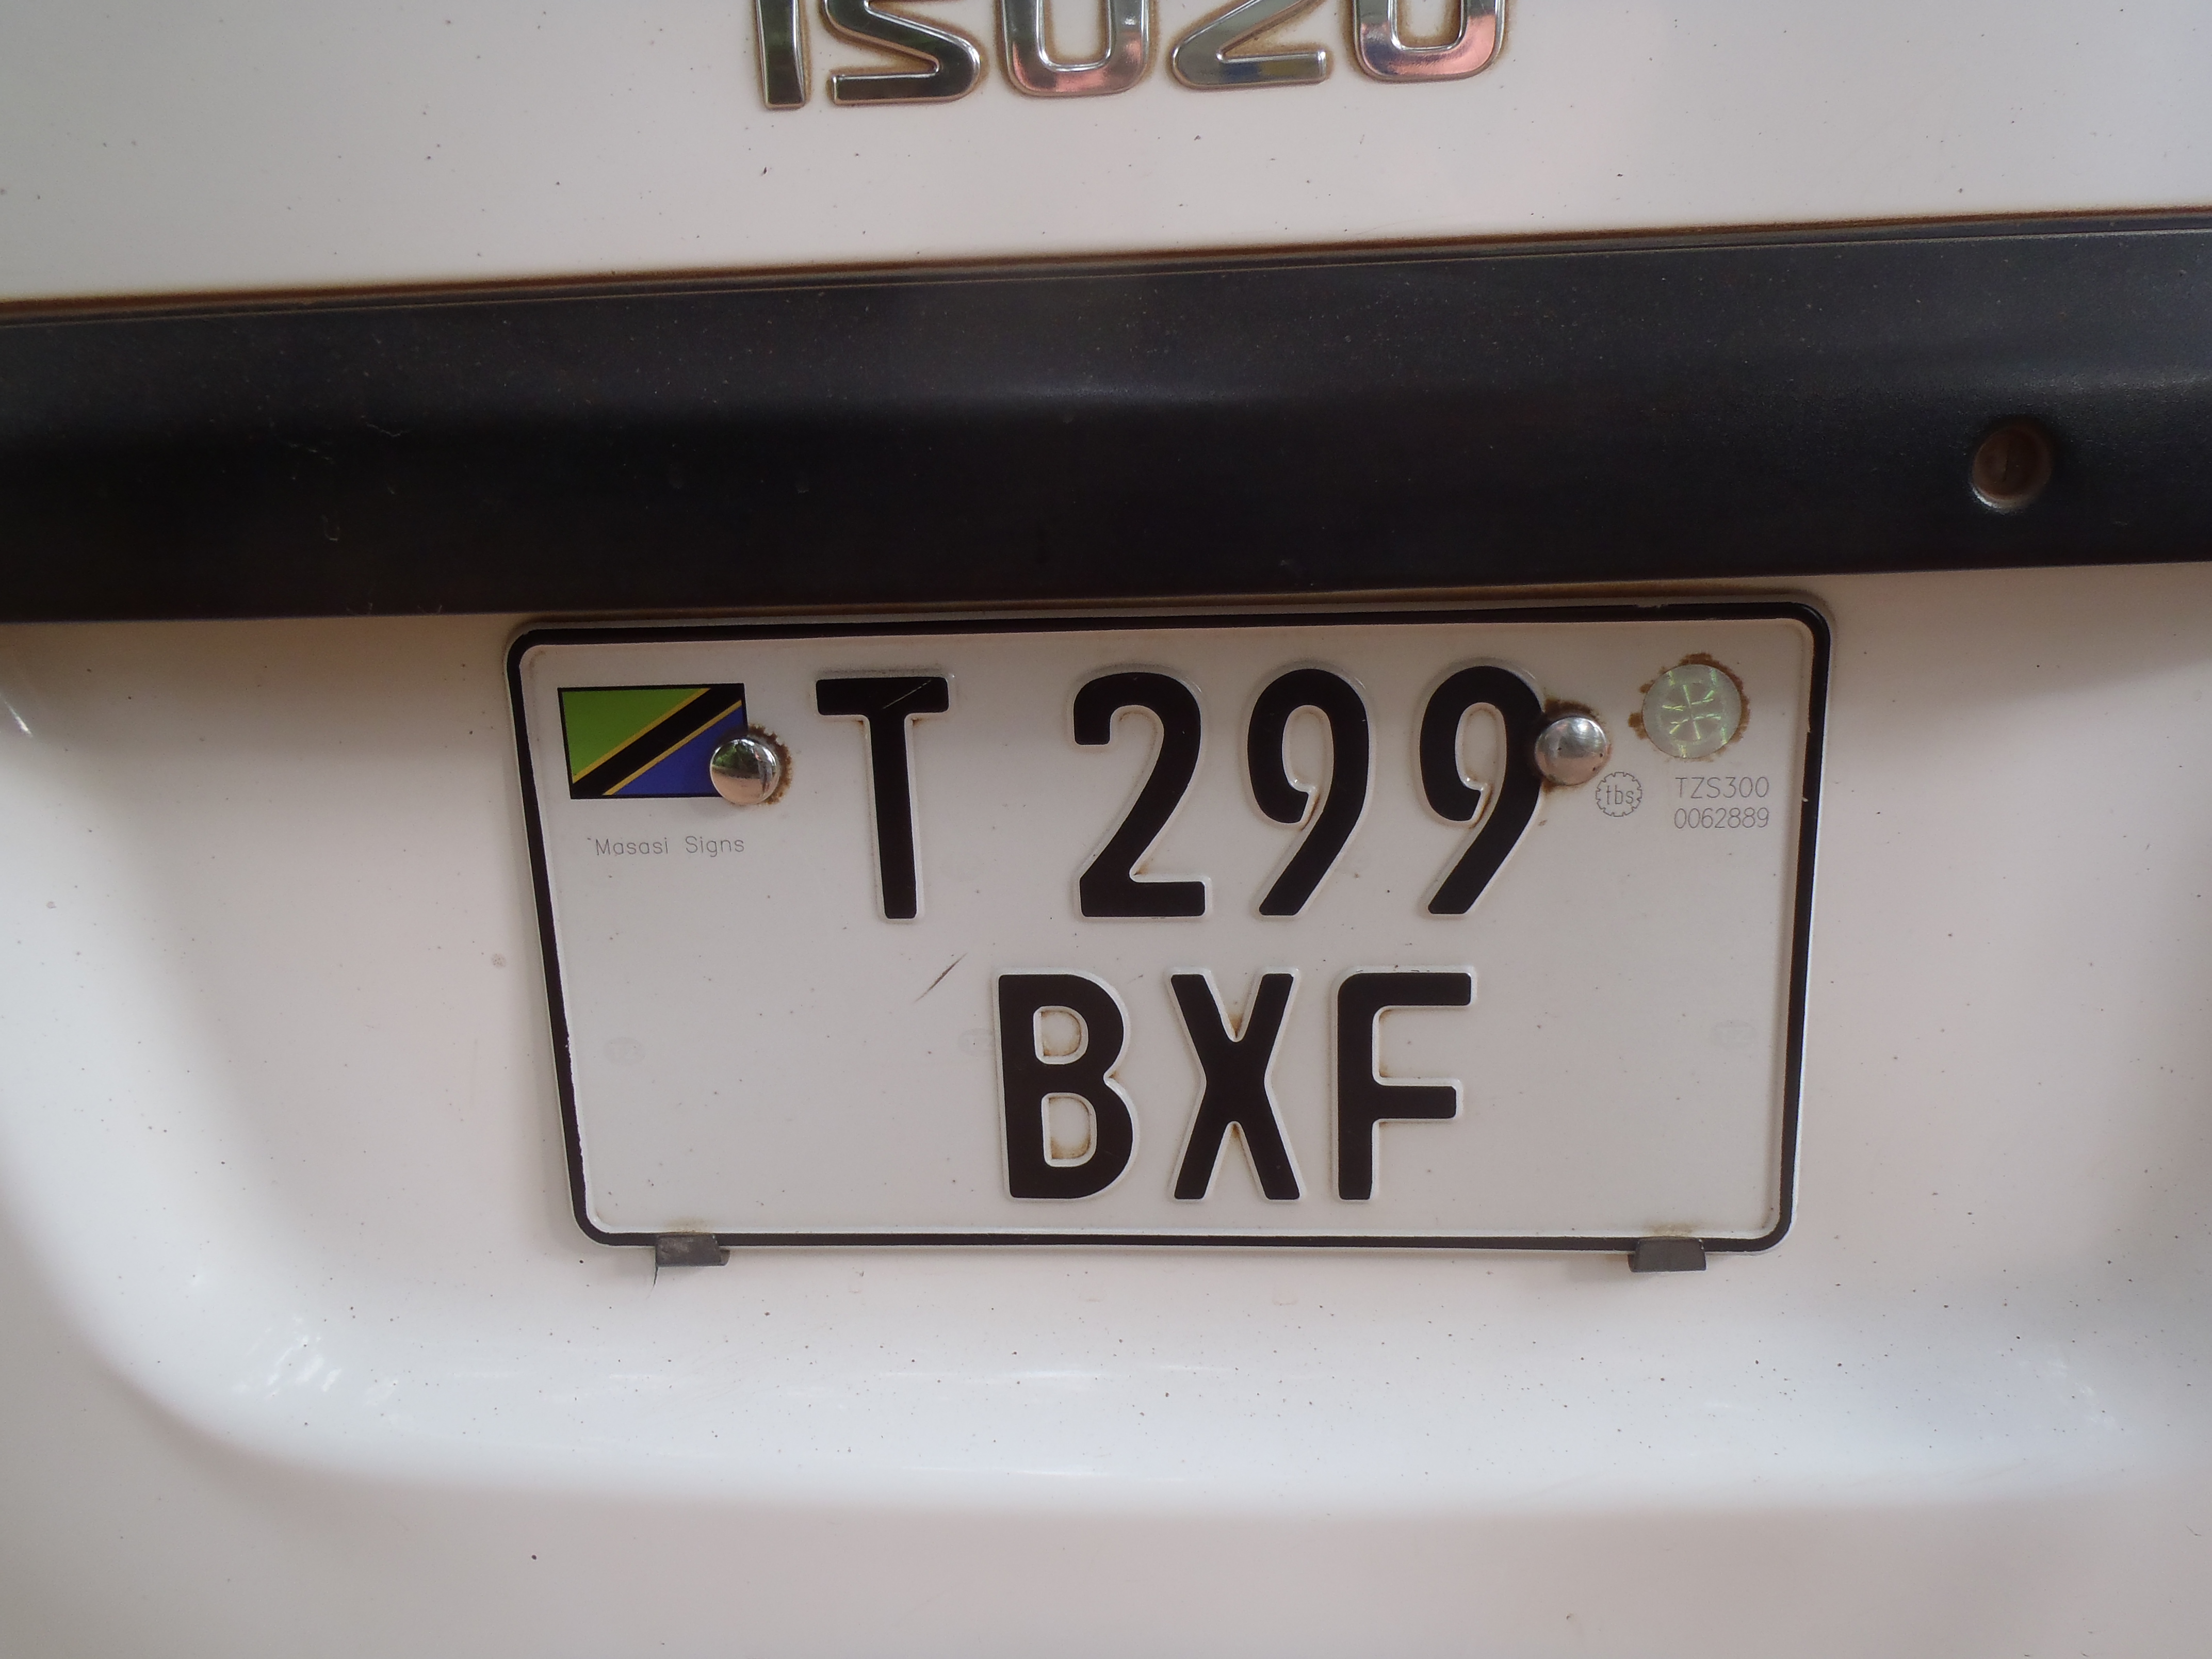 ISUZU
T 299
tbs
TZS300
0062889
Masasi Signs
BXF